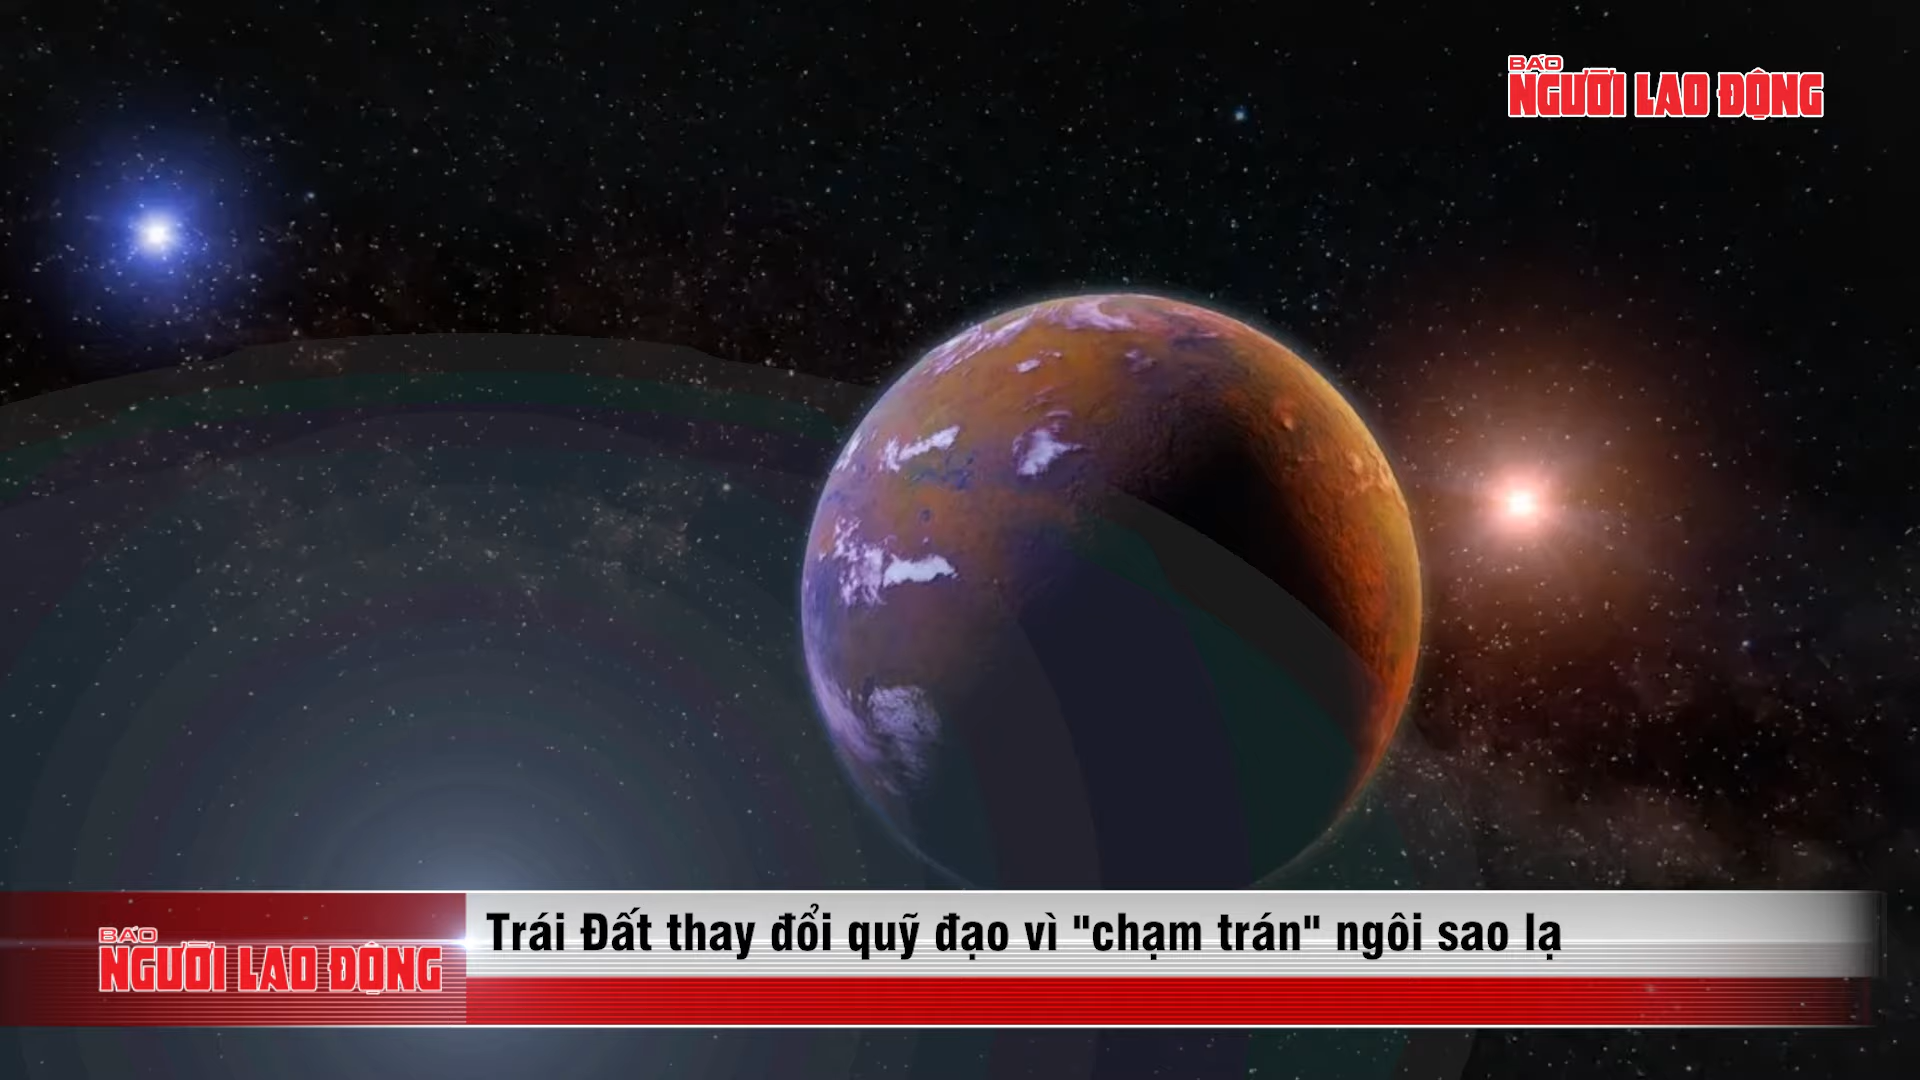 BÁO
NGƯỜI LAO ĐỘNG
Trái Đất thay đổi quỹ đạo vì "chạm trán" ngôi sao lạ
BÁO
NGƯỜI LAO ĐỘNG